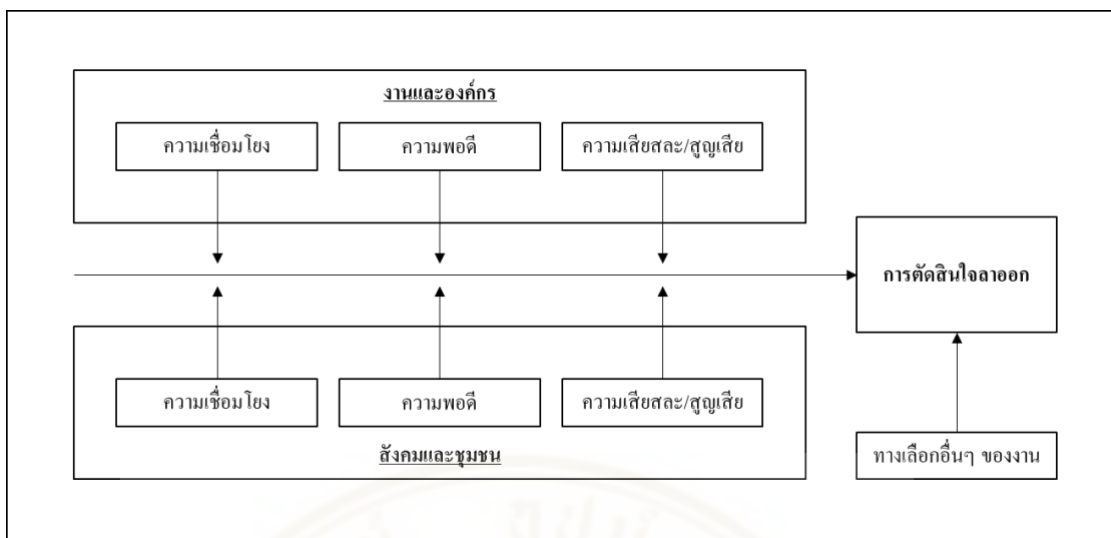 งานและองค์กร
ความเชื่อมโยง
ความพอดี
ความเสียสละ/สูญเสีย
การตัดสินใจลาออก
ความเชื่อมโยง
ความพอดี
ความเสียสละ/สูญเสีย
สังคมและชุมชน
ทางเลือกอื่นๆ ของงาน